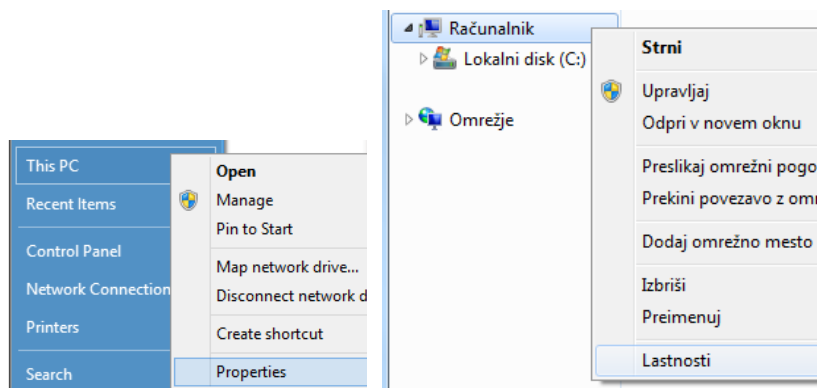 This PC
Recent Items
Control Panel
Network Connection
Printers
Search
Open
Manage
Pin to Start
Map network drive...
Disconnect network d
Create shortcut
Properties
Računalnik
Lokalni disk (C:)
Omrežje
Strni
Upravljaj
Odpri v novem oknu
Preslikaj omrežni pogo
Prekini povezavo z omr
Dodaj omrežno mesto
Izbriši
Preimenuj
Lastnosti